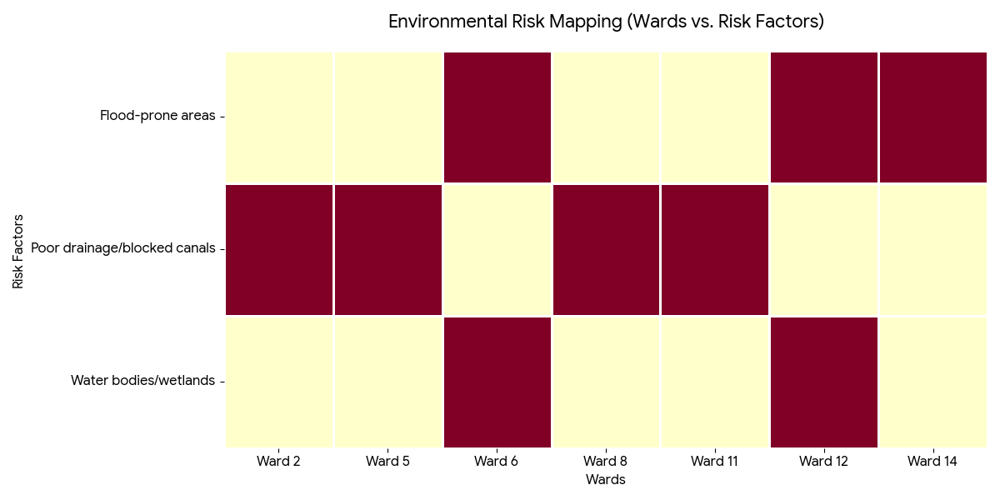 Environmental Risk Mapping (Wards vs. Risk Factors)
Flood-prone areas
Poor drainage/blocked canals
Water bodies/wetlands
Risk Factors
Ward 2 Ward 5 Ward 6 Ward 8 Ward 11 Ward 12 Ward 14
Wards